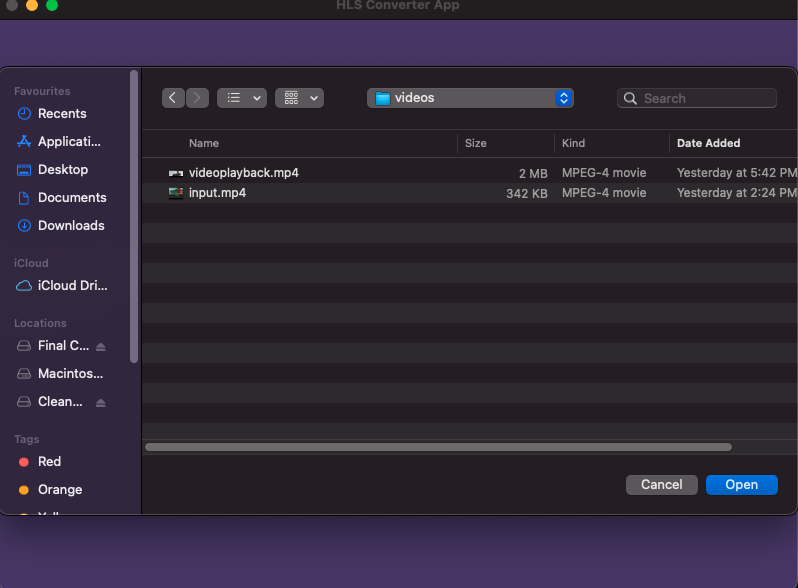 HLS Converter App
Favourites
Recents
Applicati...
Desktop
Documents
Downloads
iCloud
iCloud Dri...
Locations
Final C...
Macintos...
Clean...
Tags
Red
Orange
videos
Search
Name Size Kind Date Added
videoplayback.mp4 2 MB MPEG-4 movie Yesterday at 5:42 PM
input.mp4 342 KB MPEG-4 movie Yesterday at 2:24 PM
Cancel Open